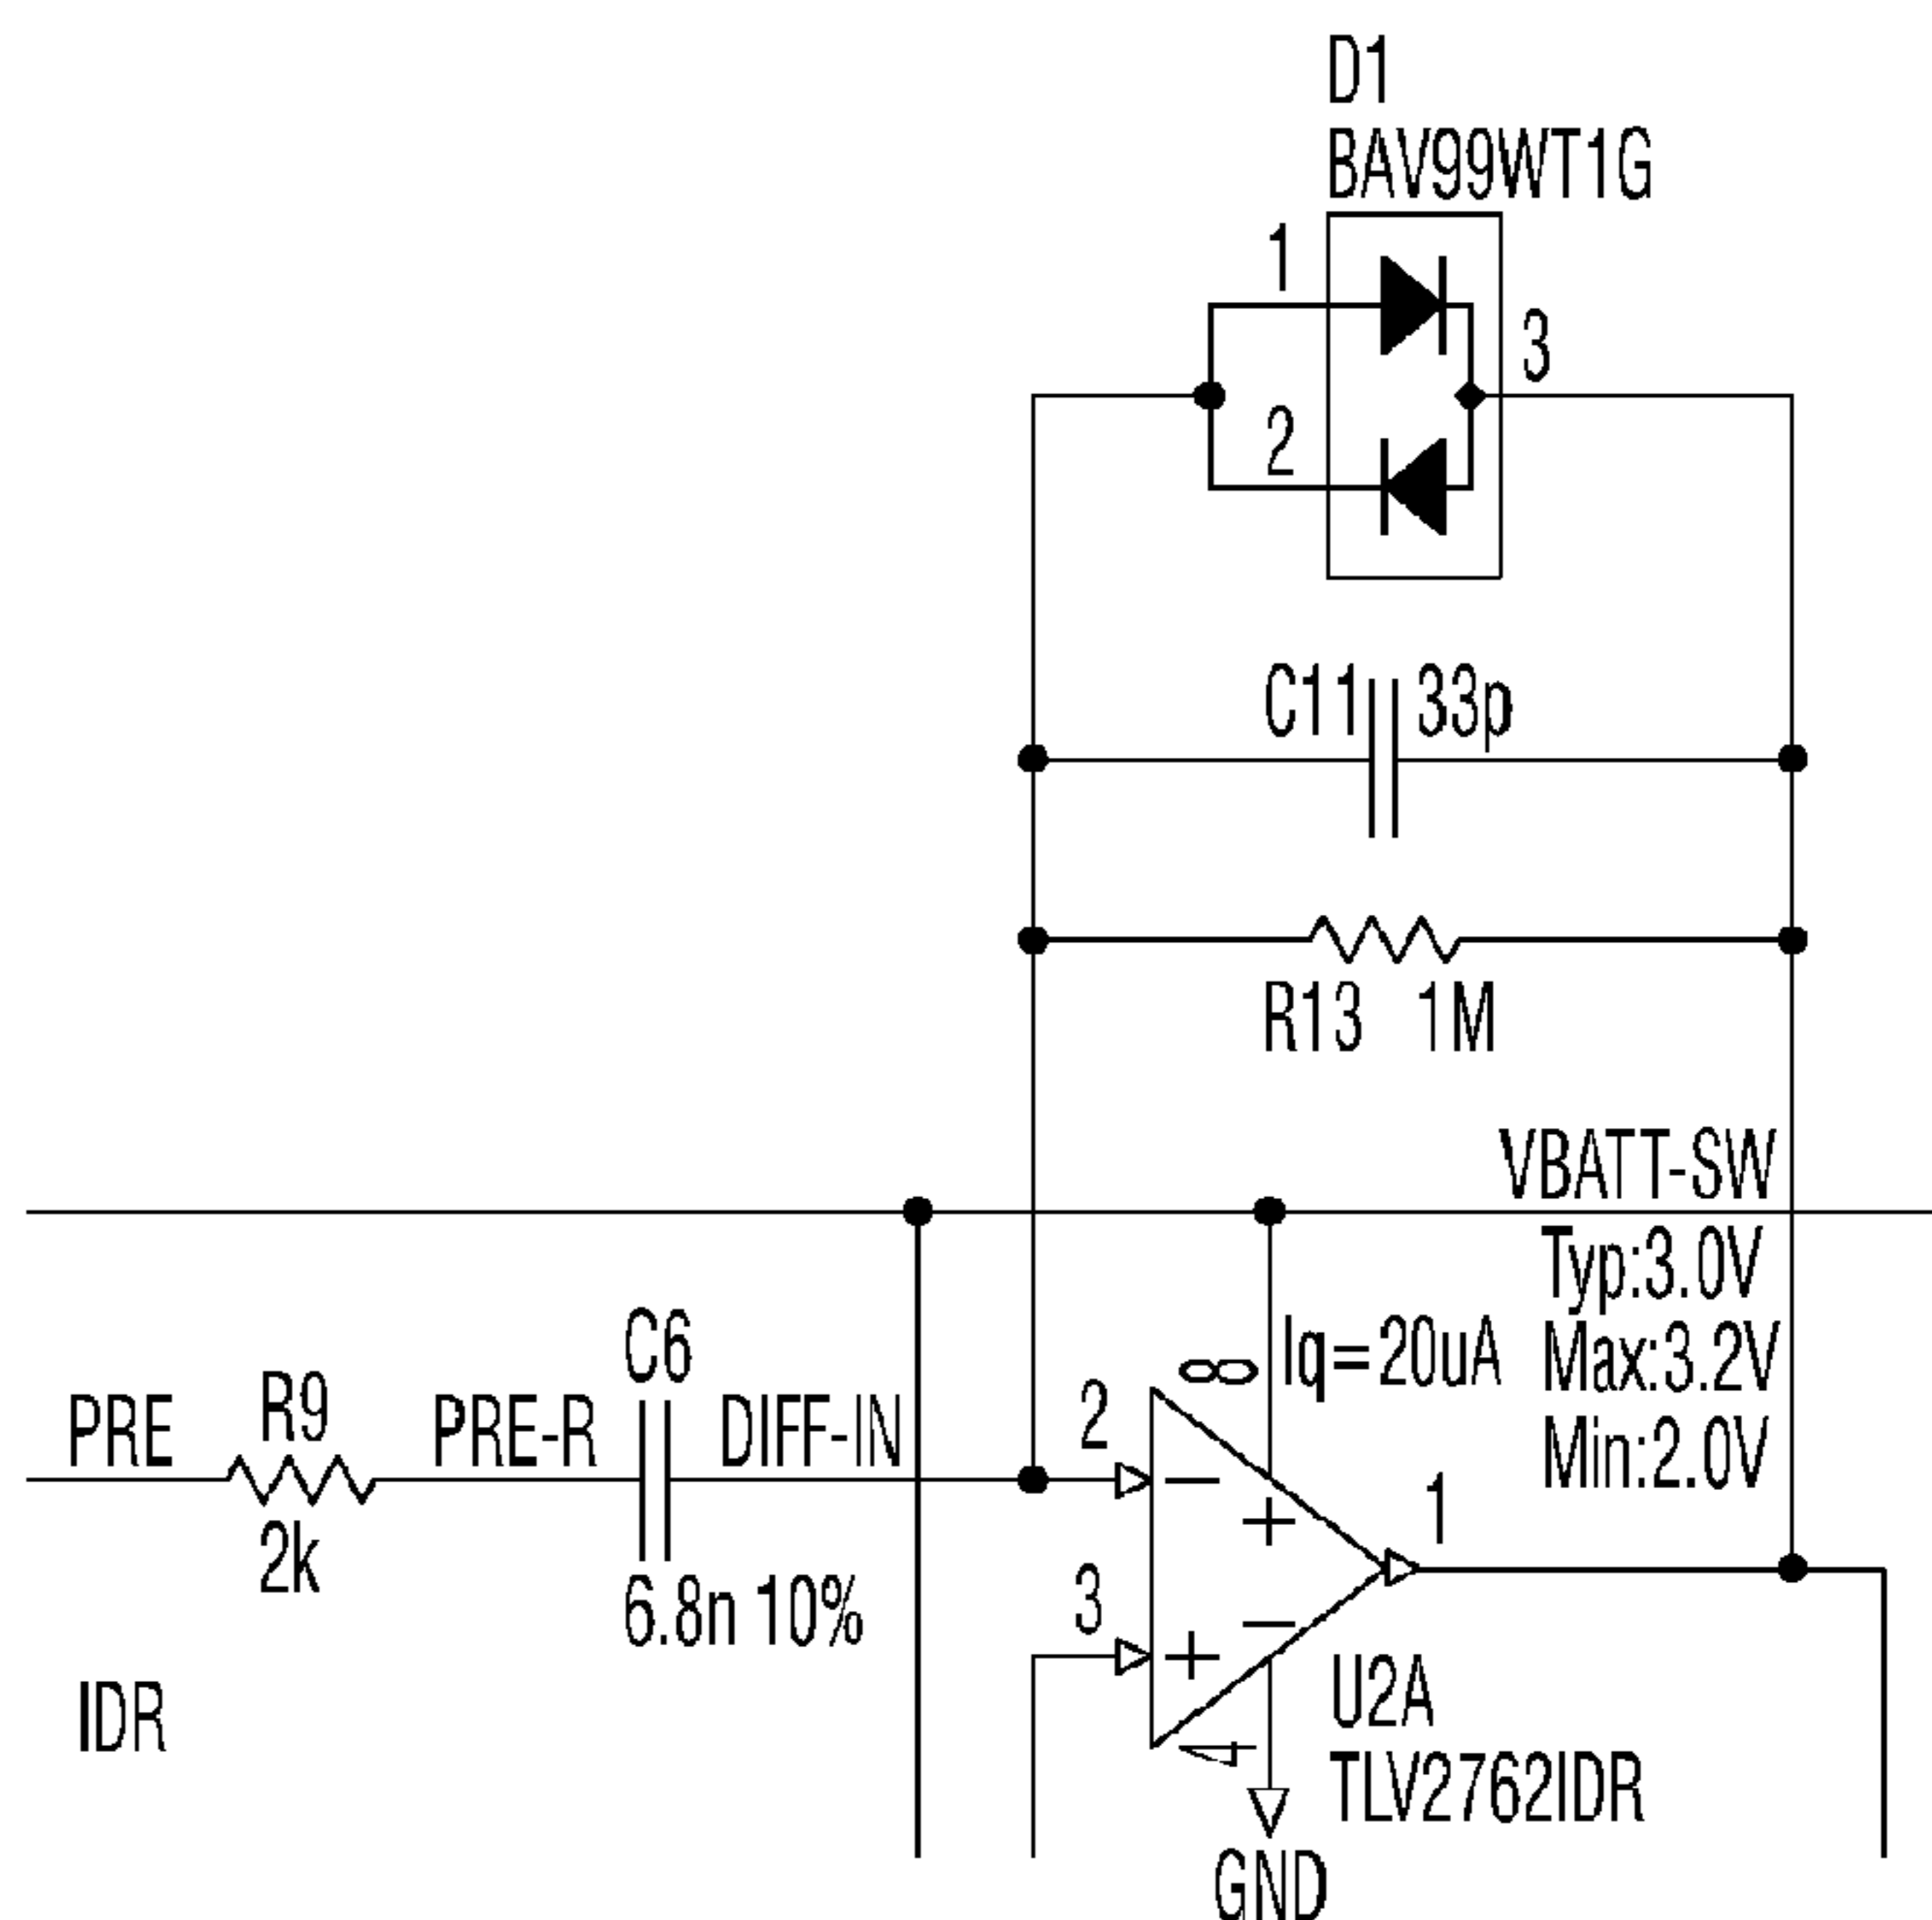 D1
BAV99WT1G
1
3
2
C11 33p
R13 1M
VBATT-SW
Typ:3.0V
Max:3.2V
Min:2.0V
Iq=20uA
8
C6
R9
PRE
PRE-R
DIFF-IN
2
1
2k
6.8n 10%
3
IDR
U2A
TLV2762IDR
4
GND